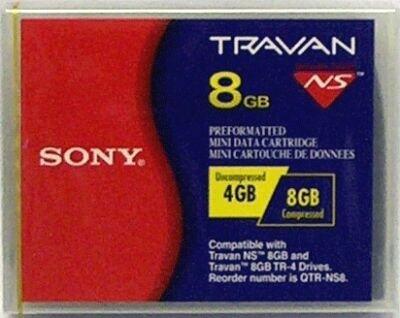 TRAVAN
8GB
NS™
PREFORMATTED
MINI DATA CARTRIDGE
MINI CARTOUCHE DE DONNEES
SONY®
Uncompressed
4GB
8GB
Compressed
Compatible with
Travan NS™ 8GB and
Travan™ 8GB TR-4 Drives.
Reorder number is QTR-NS8.